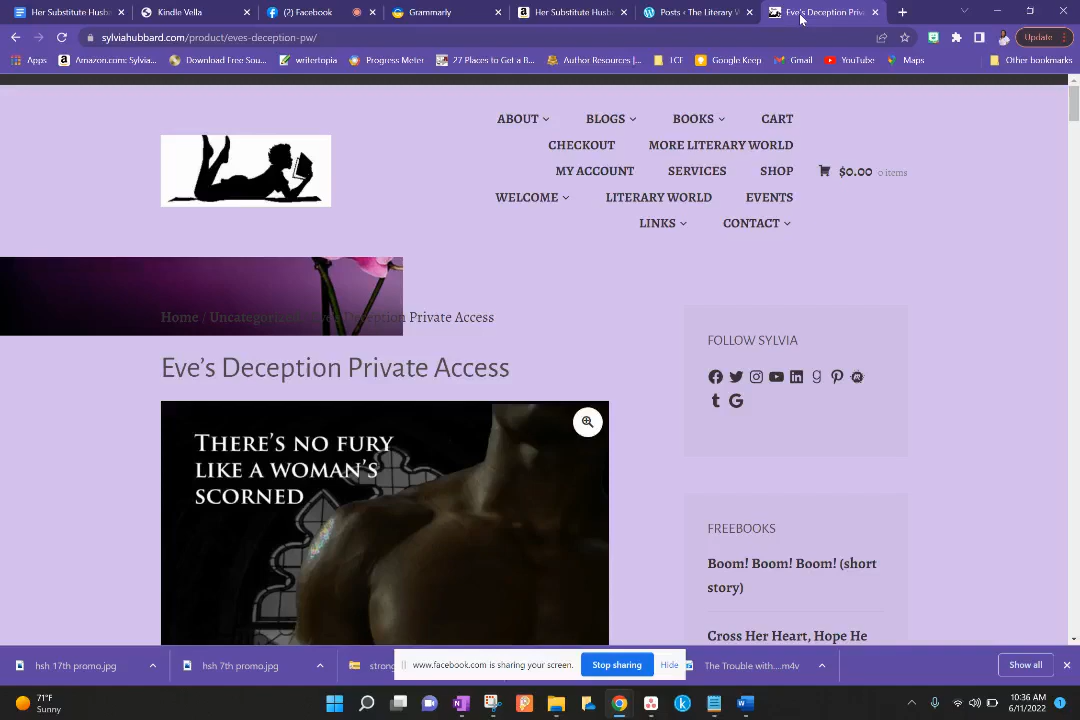 Her Substitute Husb
Kindle Vella
(2) Facebook
Grammarly
Her Substitute Husb
Posts ‹ The Literary W
Eve's Deception Priva
sylviahubbard.com/product/eves-deception-pw/
Update
Apps
Amazon.com: Sylvia...
Download Free Sou...
writertopia
Progress Meter
27 Places to Get a B...
Author Resources |...
LCF
Google Keep
Gmail
YouTube
Maps
Other bookmarks
ABOUT
BLOGS
BOOKS
CART
CHECKOUT
MORE LITERARY WORLD
MY ACCOUNT
SERVICES
SHOP
$0.00 0 items
WELCOME
LITERARY WORLD
EVENTS
LINKS
CONTACT
Home / Uncategorized / Eve's Deception Private Access
Eve's Deception Private Access
THERE'S NO FURY
LIKE A WOMAN'S
SCORNED
FOLLOW SYLVIA
FREEBOOKS
Boom! Boom! Boom! (short
story)
Cross Her Heart, Hope He
hsh 17th promo.jpg
hsh 7th promo.jpg
stron
www.facebook.com is sharing your screen.
Stop sharing
Hide
The Trouble with....m4v
Show all
71°F
Sunny
10:36 AM
6/11/2022